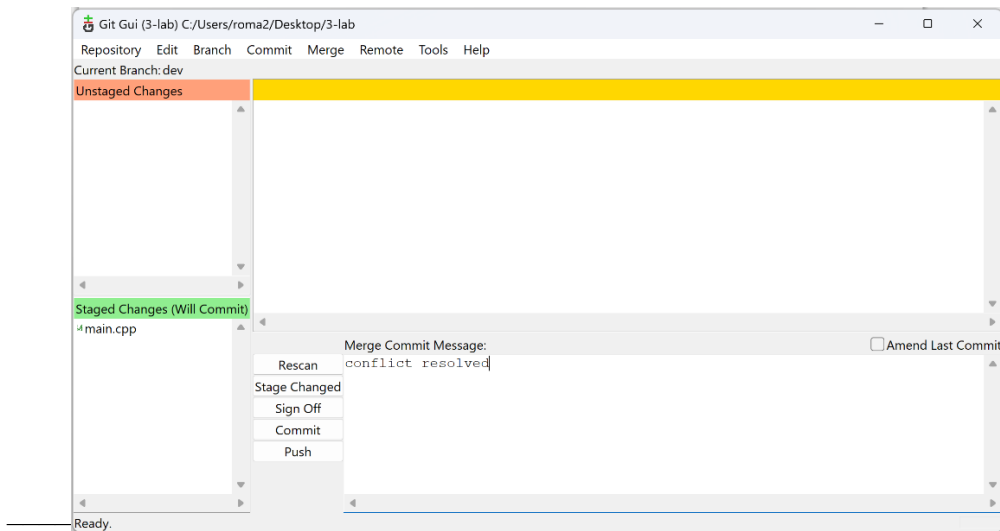 Git Gui (3-lab) C:/Users/roma2/Desktop/3-lab
Repository Edit Branch Commit Merge Remote Tools Help
Current Branch: dev
Unstaged Changes
Staged Changes (Will Commit)
main.cpp
Merge Commit Message:
Amend Last Commit
conflict resolved
Rescan
Stage Changed
Sign Off
Commit
Push
Ready.